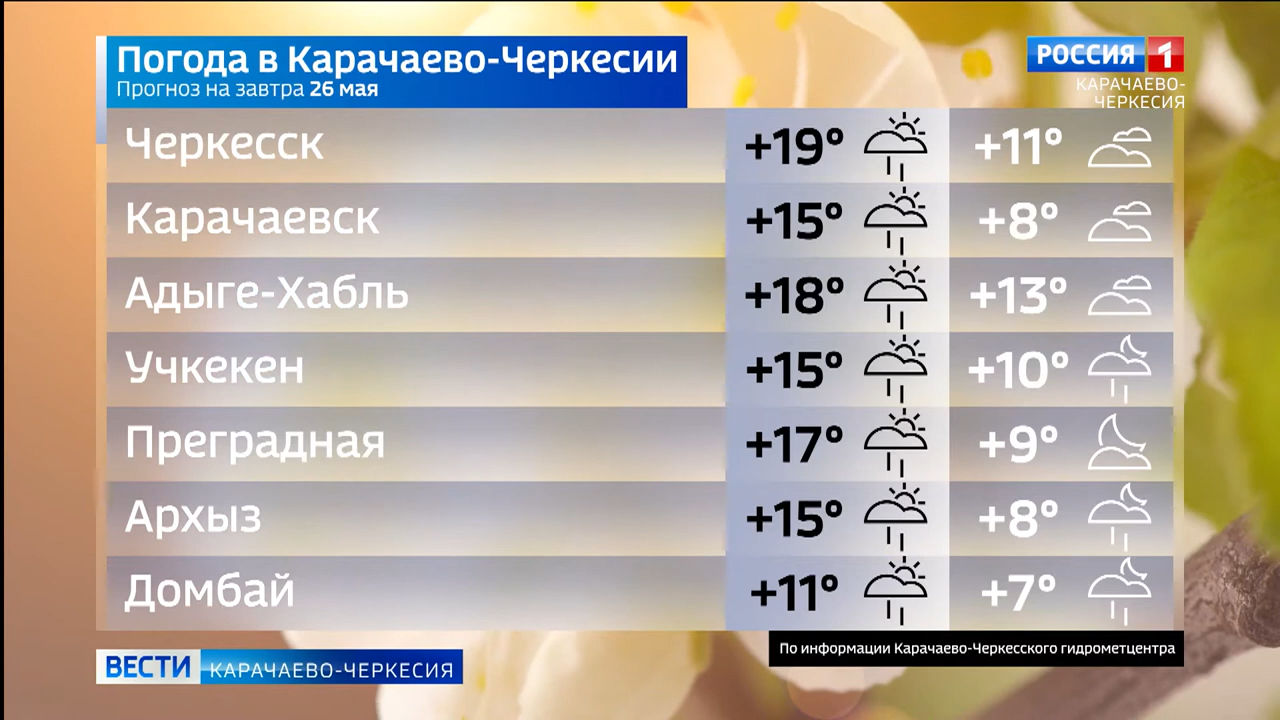 Погода в Карачаево-Черкесии
Прогноз на завтра 26 мая
РОССИЯ 1
КАРАЧАЕВО-
ЧЕРКЕСИЯ
Черкесск +19° +11°
Карачаевск +15° +8°
Адыге-Хабль +18° +13°
Учкекен +15° +10°
Преградная +17° +9°
Архыз +15° +8°
Домбай +11° +7°
По информации Карачаево-Черкесского гидрометцентра
ВЕСТИ КАРАЧАЕВО-ЧЕРКЕСИЯ